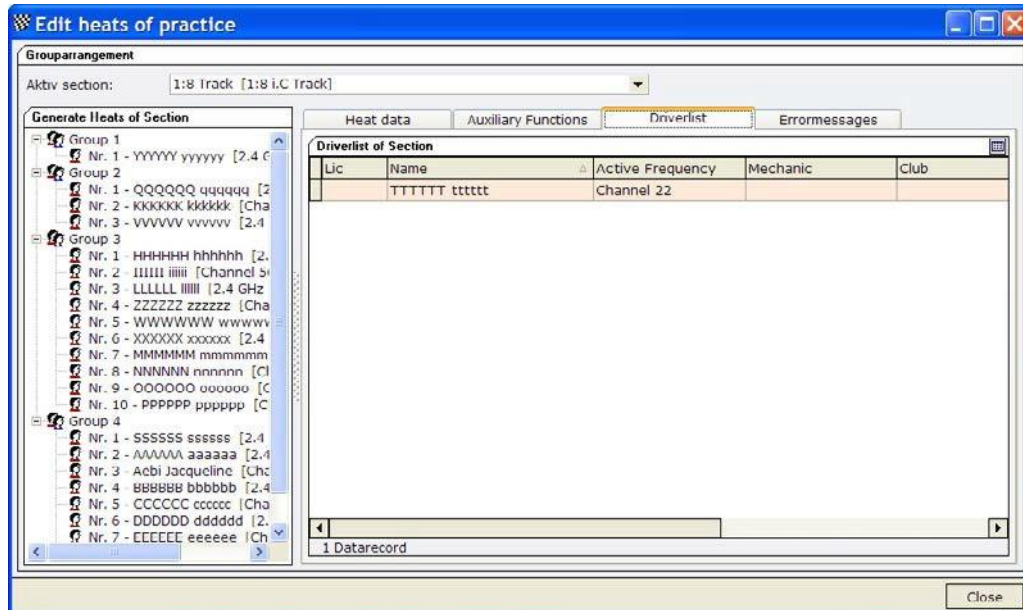 Edit heats of practice
Grouparrangement
Aktiv section:
1:8 Track [1:8 i.C Track]
Generate Heats of Section
Group 1
Nr. 1 - YYYYYY yyyyyy [2.4 G
Group 2
Nr. 1 - QQQQQQ qqqqqq [2
Nr. 2 - KKKKKK kkkkkk [Cha
Nr. 3 - VVVVVV vvvvvv [2.4
Group 3
Nr. 1 - HHHHHH hhhhhh [2.
Nr. 2 - IIIIII iiiiii [Channel 5
Nr. 3 - LLLLLL llllll [2.4 GHz
Nr. 4 - ZZZZZZ zzzzzz [Cha
Nr. 5 - WWWWWW wwwwv
Nr. 6 - XXXXXX xxxxxx [2.4
Nr. 7 - MMMMMM mmmmmm
Nr. 8 - NNNNNN nnnnnn [Cl
Nr. 9 - OOOOOO oooooo [C
Nr. 10 - PPPPPP pppppp [C
Group 4
Nr. 1 - SSSSSS ssssss [2.4
Nr. 2 - AAAAAA aaaaaa [2.4
Nr. 3 - Aebi Jacqueline [Cha
Nr. 4 - BBBBBB bbbbbb [2.4
Nr. 5 - CCCCCC cccccc [Cha
Nr. 6 - DDDDDD dddddd [2.
Nr. 7 - EEEEEE eeeeee [Ch
Heat data
Auxiliary Functions
Driverlist
Errormessages
Driverlist of Section
Lic Name Active Frequency Mechanic Club
TTTTTT tttttt Channel 22
1 Datarecord
Close